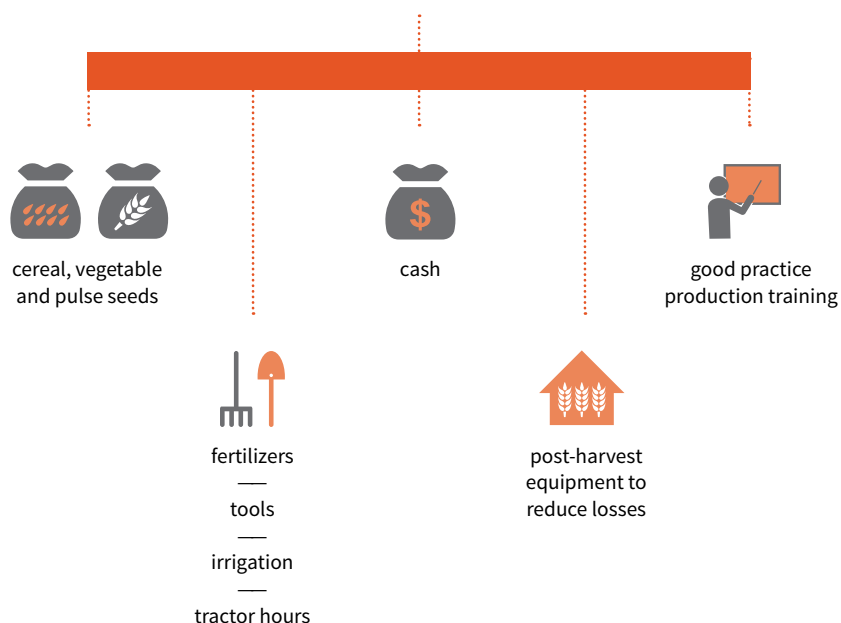 cereal, vegetable
and pulse seeds
$
cash
good practice
production training
fertilizers
—
tools
—
irrigation
—
tractor hours
post-harvest
equipment to
reduce losses